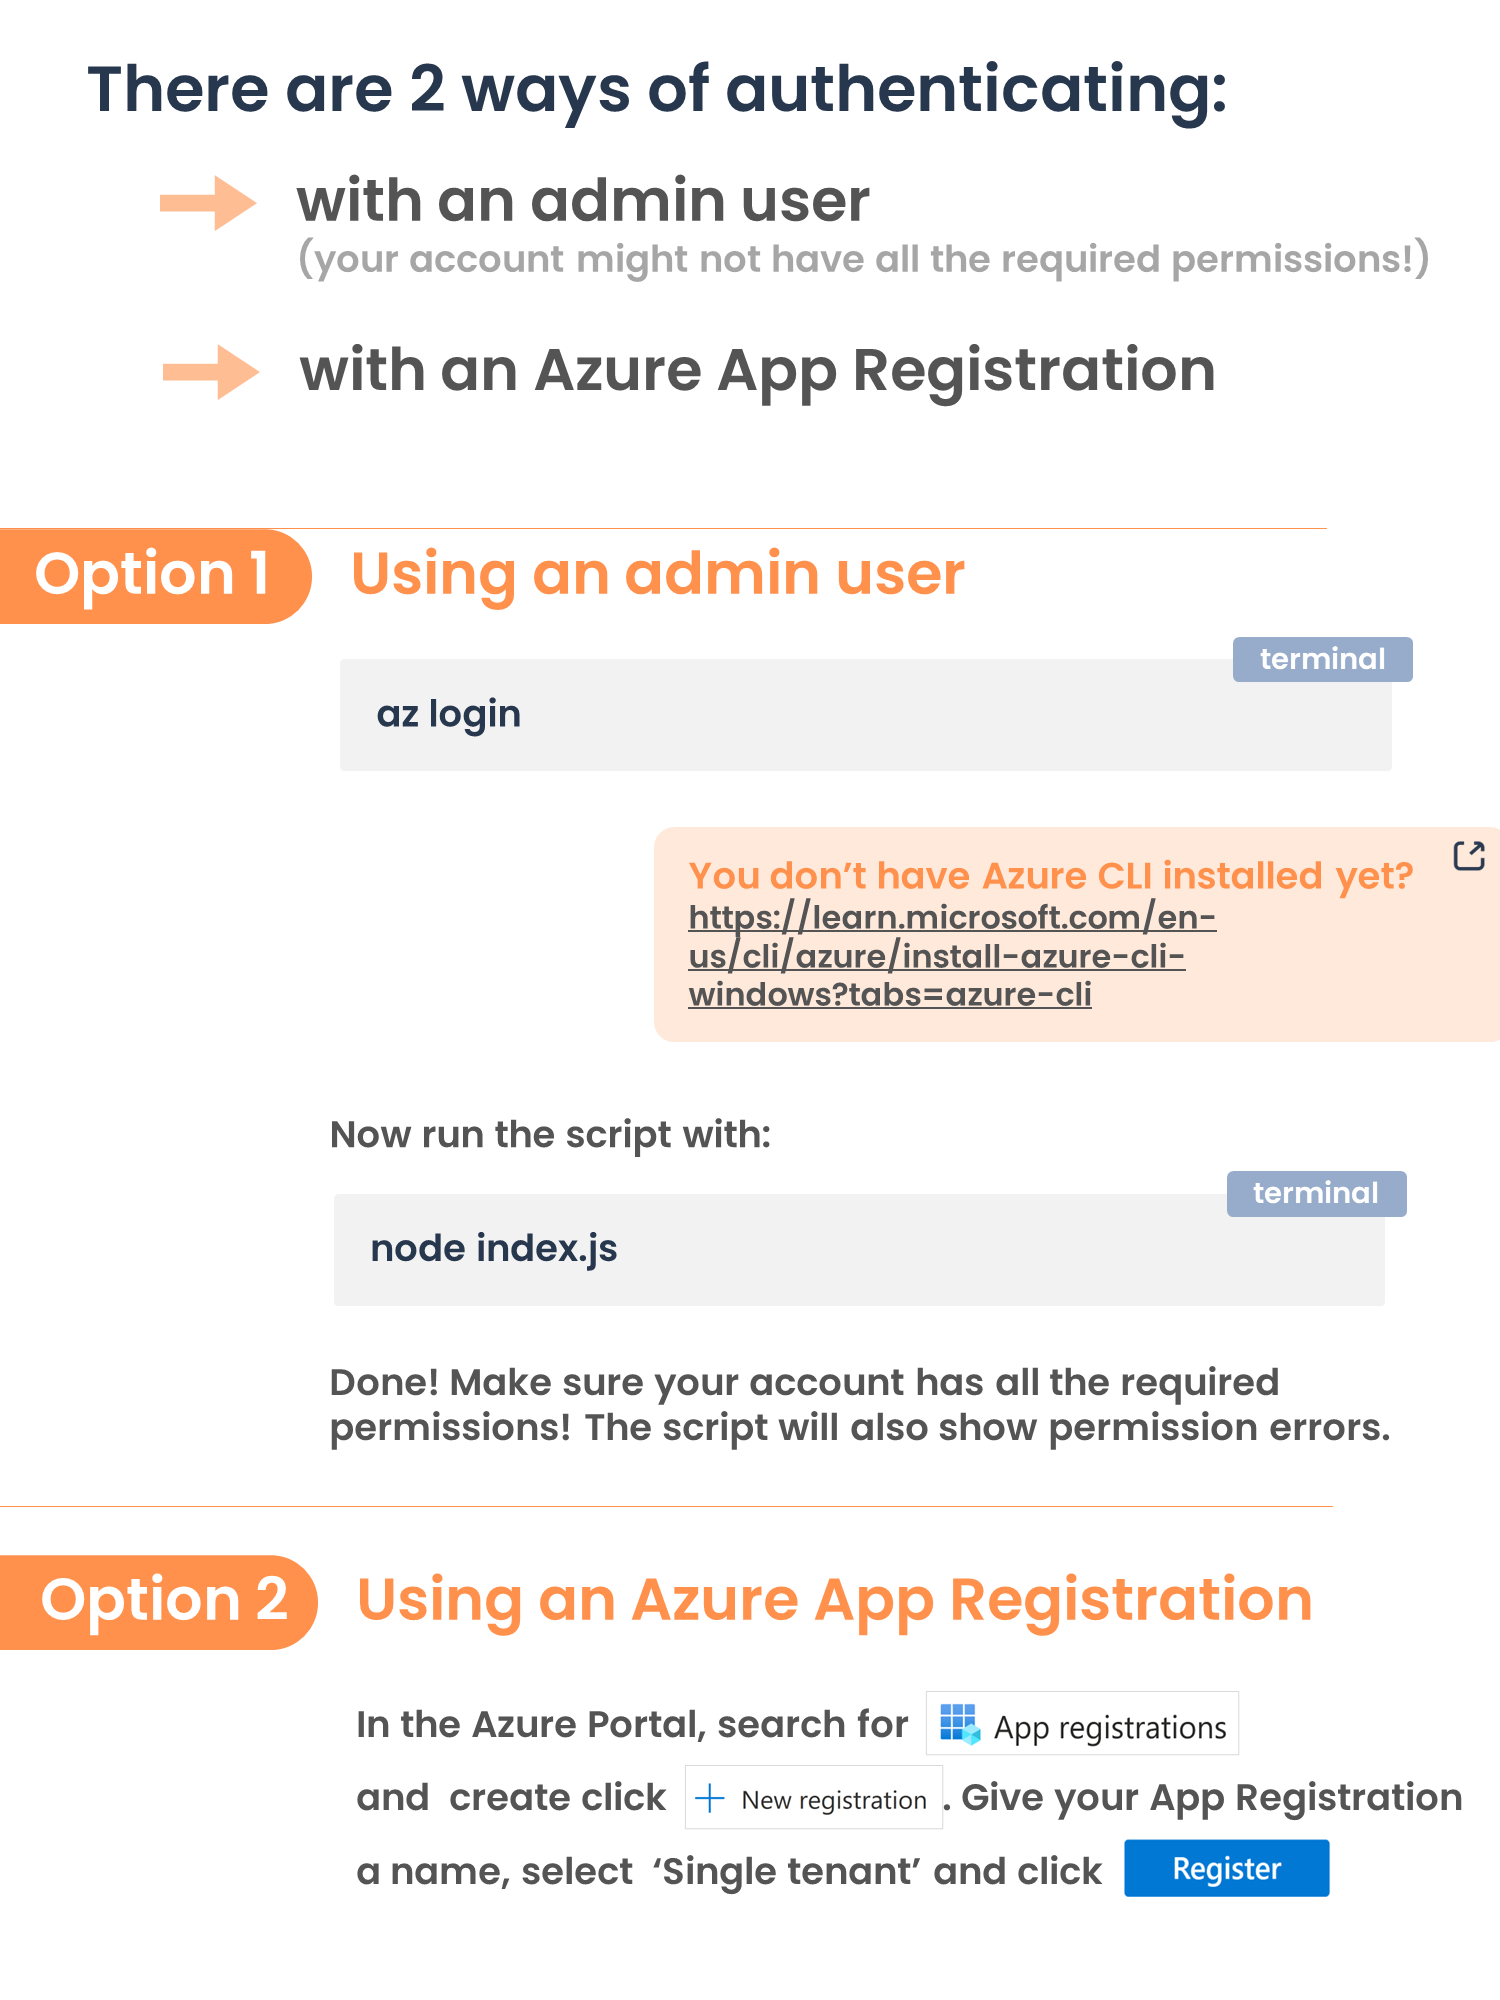 There are 2 ways of authenticating:
with an admin user
(your account might not have all the required permissions!)
with an Azure App Registration
Option 1 Using an admin user
terminal
az login
You don’t have Azure CLI installed yet?
https://learn.microsoft.com/en-
us/cli/azure/install-azure-cli-
windows?tabs=azure-cli
Now run the script with:
terminal
node index.js
Done! Make sure your account has all the required
permissions! The script will also show permission errors.
Option 2 Using an Azure App Registration
In the Azure Portal, search for App registrations
and create click New registration . Give your App Registration
a name, select ‘Single tenant’ and click Register